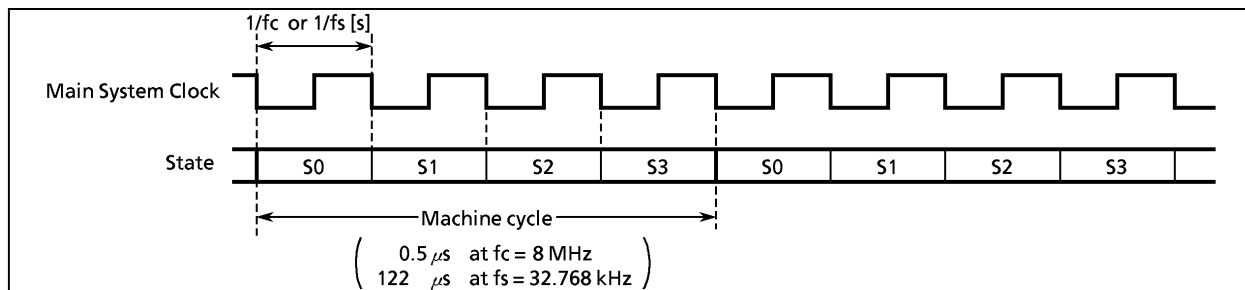 1/fc or 1/fs [s]
Main System Clock
State
S0 S1 S2 S3 S0 S1 S2 S3
Machine cycle
0.5 μs at fc = 8 MHz
122 μs at fs = 32.768 kHz